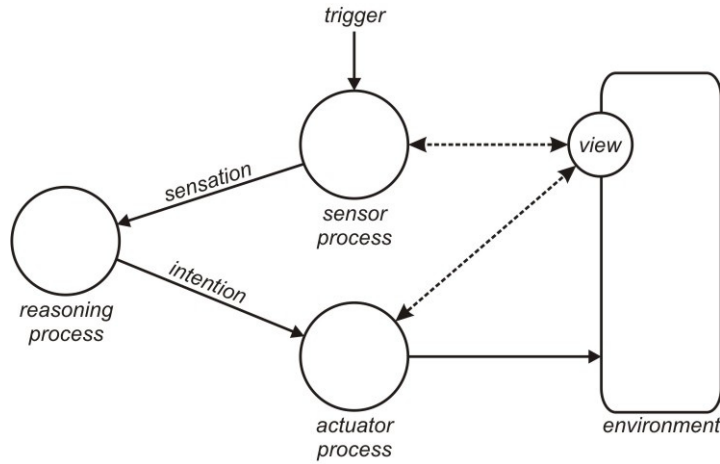 trigger
view
sensation
sensor
process
intention
reasoning
process
actuator
process
environment